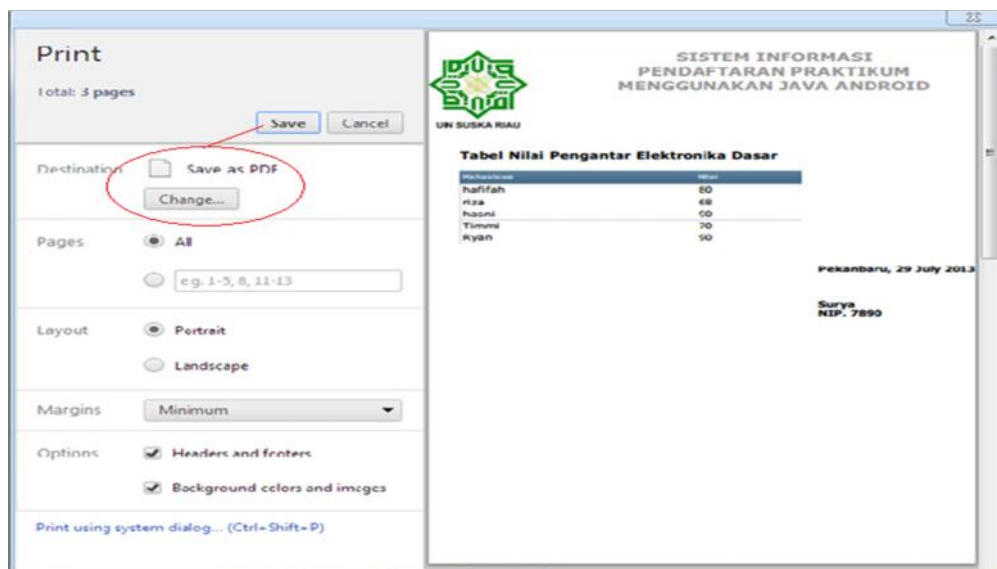 Print
Total: 3 pages
Save
Cancel
Destination
Save as PDF
Change...
Pages
All
e.g. 1-5, 8, 11-13
Layout
Portrait
Landscape
Margins
Minimum
Options
Headers and footers
Background colors and images
Print using system dialog... (Ctrl+Shift+P)
UIN SUSKA RIAU
SISTEM INFORMASI
PENDAFTARAN PRAKTIKUM
MENGGUNAKAN JAVA ANDROID
Tabel Nilai Pengantar Elektronika Dasar
Mahasiswa Nilai
hafifah 80
riza 68
hasni 90
Timmi 70
Ryan 90
Pekanbaru, 29 July 2013
Surya
NIP. 7890